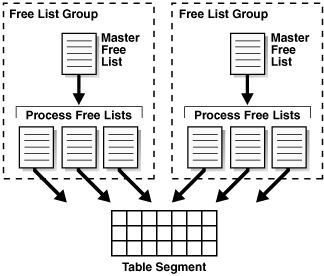 Free List Group
Master
Free
List
Process Free Lists
Free List Group
Master
Free
List
Process Free Lists
Table Segment